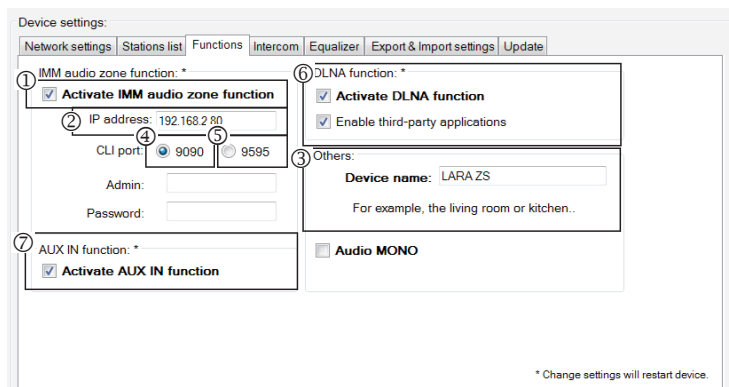 Device settings:
Network settings Stations list Functions Intercom Equalizer Export & Import settings Update
IMM audio zone function: *
① Activate IMM audio zone function
② IP address: 192.168.2.80
CLI port: ④ 9090 ⑤ 9595
Admin:
Password:
⑦ AUX IN function: *
Activate AUX IN function
⑥ DLNA function: *
Activate DLNA function
Enable third-party applications
③ Others:
Device name: LARA ZS
For example, the living room or kitchen..
Audio MONO
* Change settings will restart device.